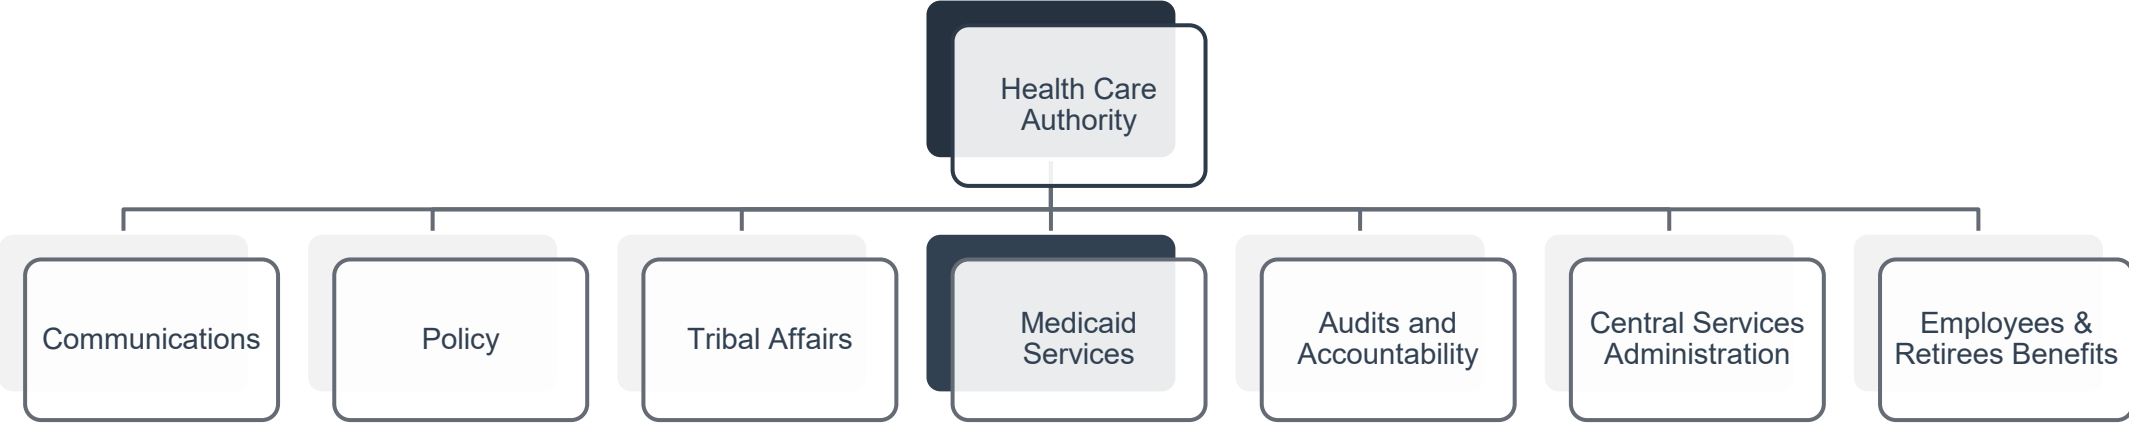 Health Care
Authority
Communications
Policy
Tribal Affairs
Medicaid
Services
Audits and
Accountability
Central Services
Administration
Employees &
Retirees Benefits